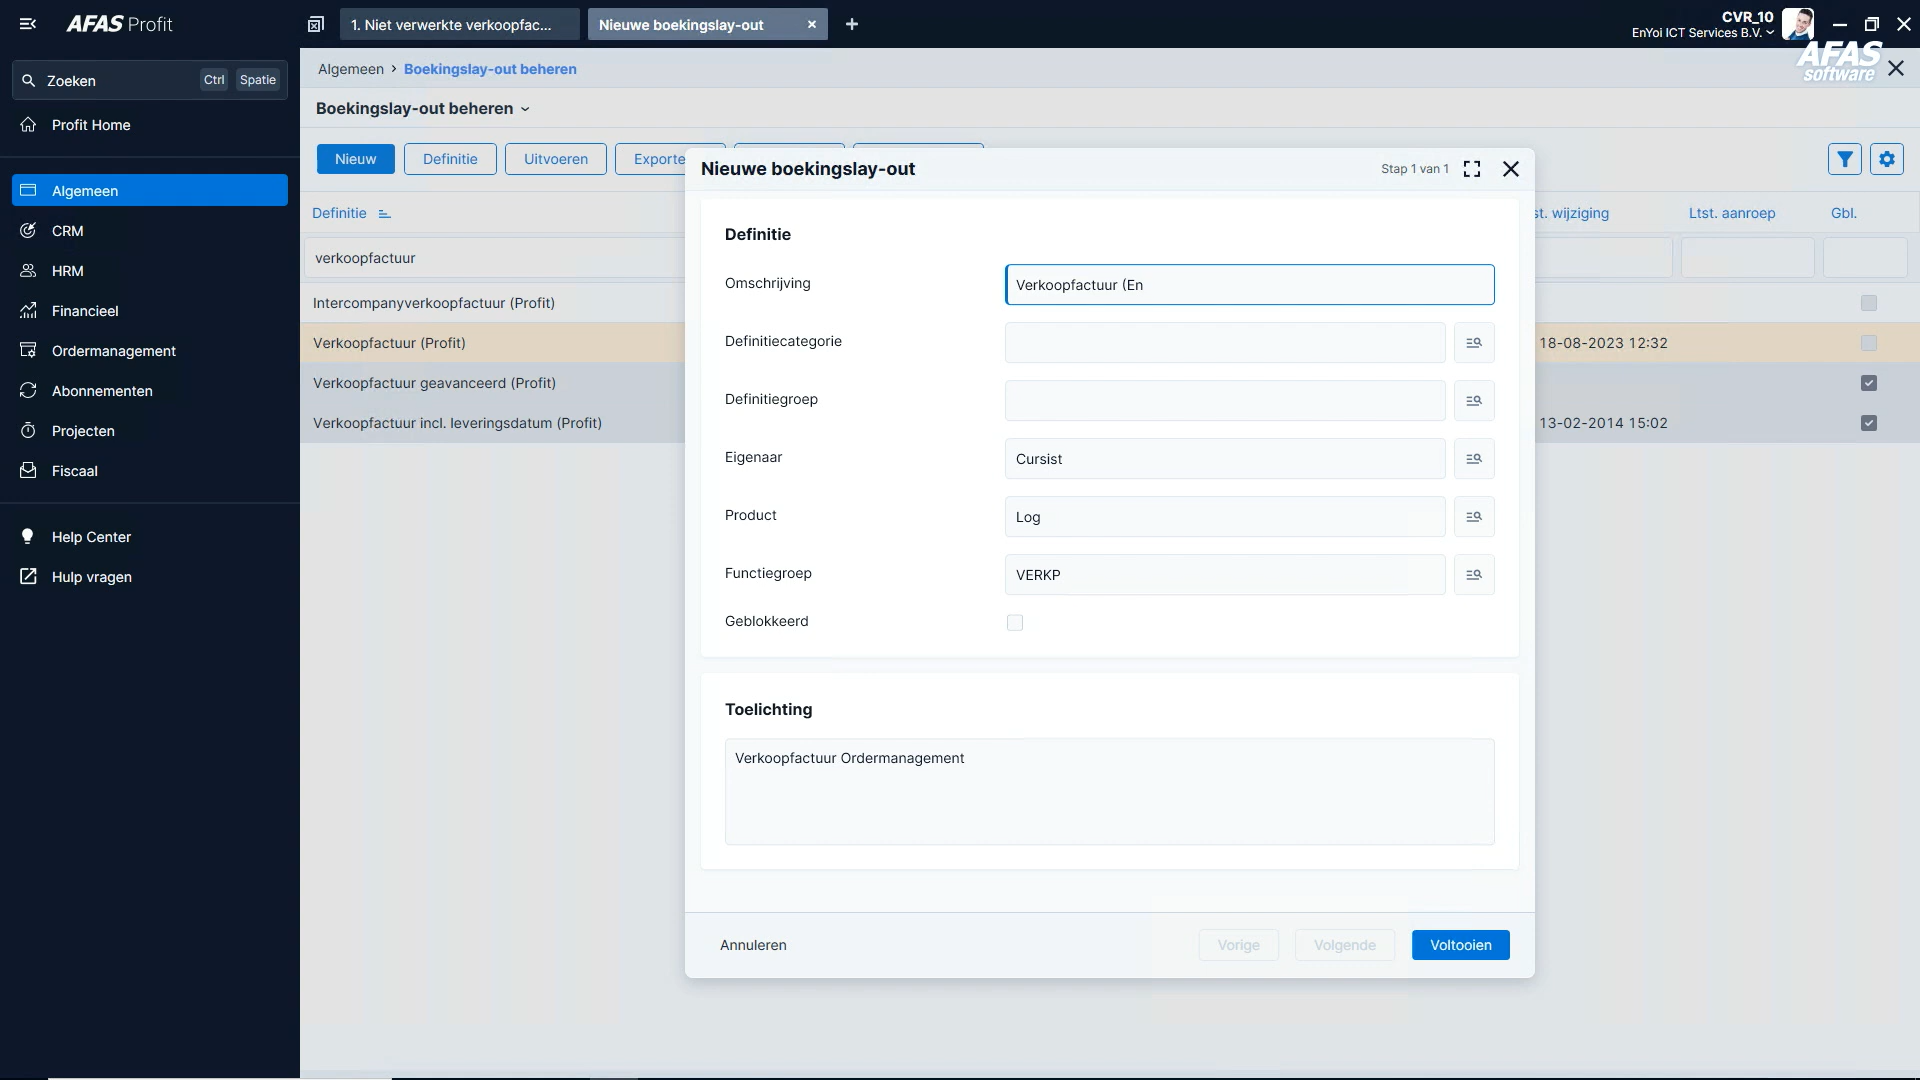 AFAS Profit
1. Niet verwerkte verkoopfac...
Nieuwe boekingslay-out
CVR_10
EnYoi ICT Services B.V.
AFAS
software
Zoeken
Ctrl
Spatie
Profit Home
Algemeen
CRM
HRM
Financieel
Ordermanagement
Abonnementen
Projecten
Fiscaal
Help Center
Hulp vragen
Algemeen > Boekingslay-out beheren
Boekingslay-out beheren
Nieuw
Definitie
Uitvoeren
Exporte
Definitie
st. wijziging
Ltst. aanroep
Gbl.
verkoopfactuur
Intercompanyverkoopfactuur (Profit)
Verkoopfactuur (Profit)
18-08-2023 12:32
Verkoopfactuur geavanceerd (Profit)
Verkoopfactuur incl. leveringsdatum (Profit)
13-02-2014 15:02
Nieuwe boekingslay-out
Stap 1 van 1
Definitie
Omschrijving
Verkoopfactuur (En
Definitiecategorie
Definitiegroep
Eigenaar
Cursist
Product
Log
Functiegroep
VERKP
Geblokkeerd
Toelichting
Verkoopfactuur Ordermanagement
Annuleren
Vorige
Volgende
Voltooien